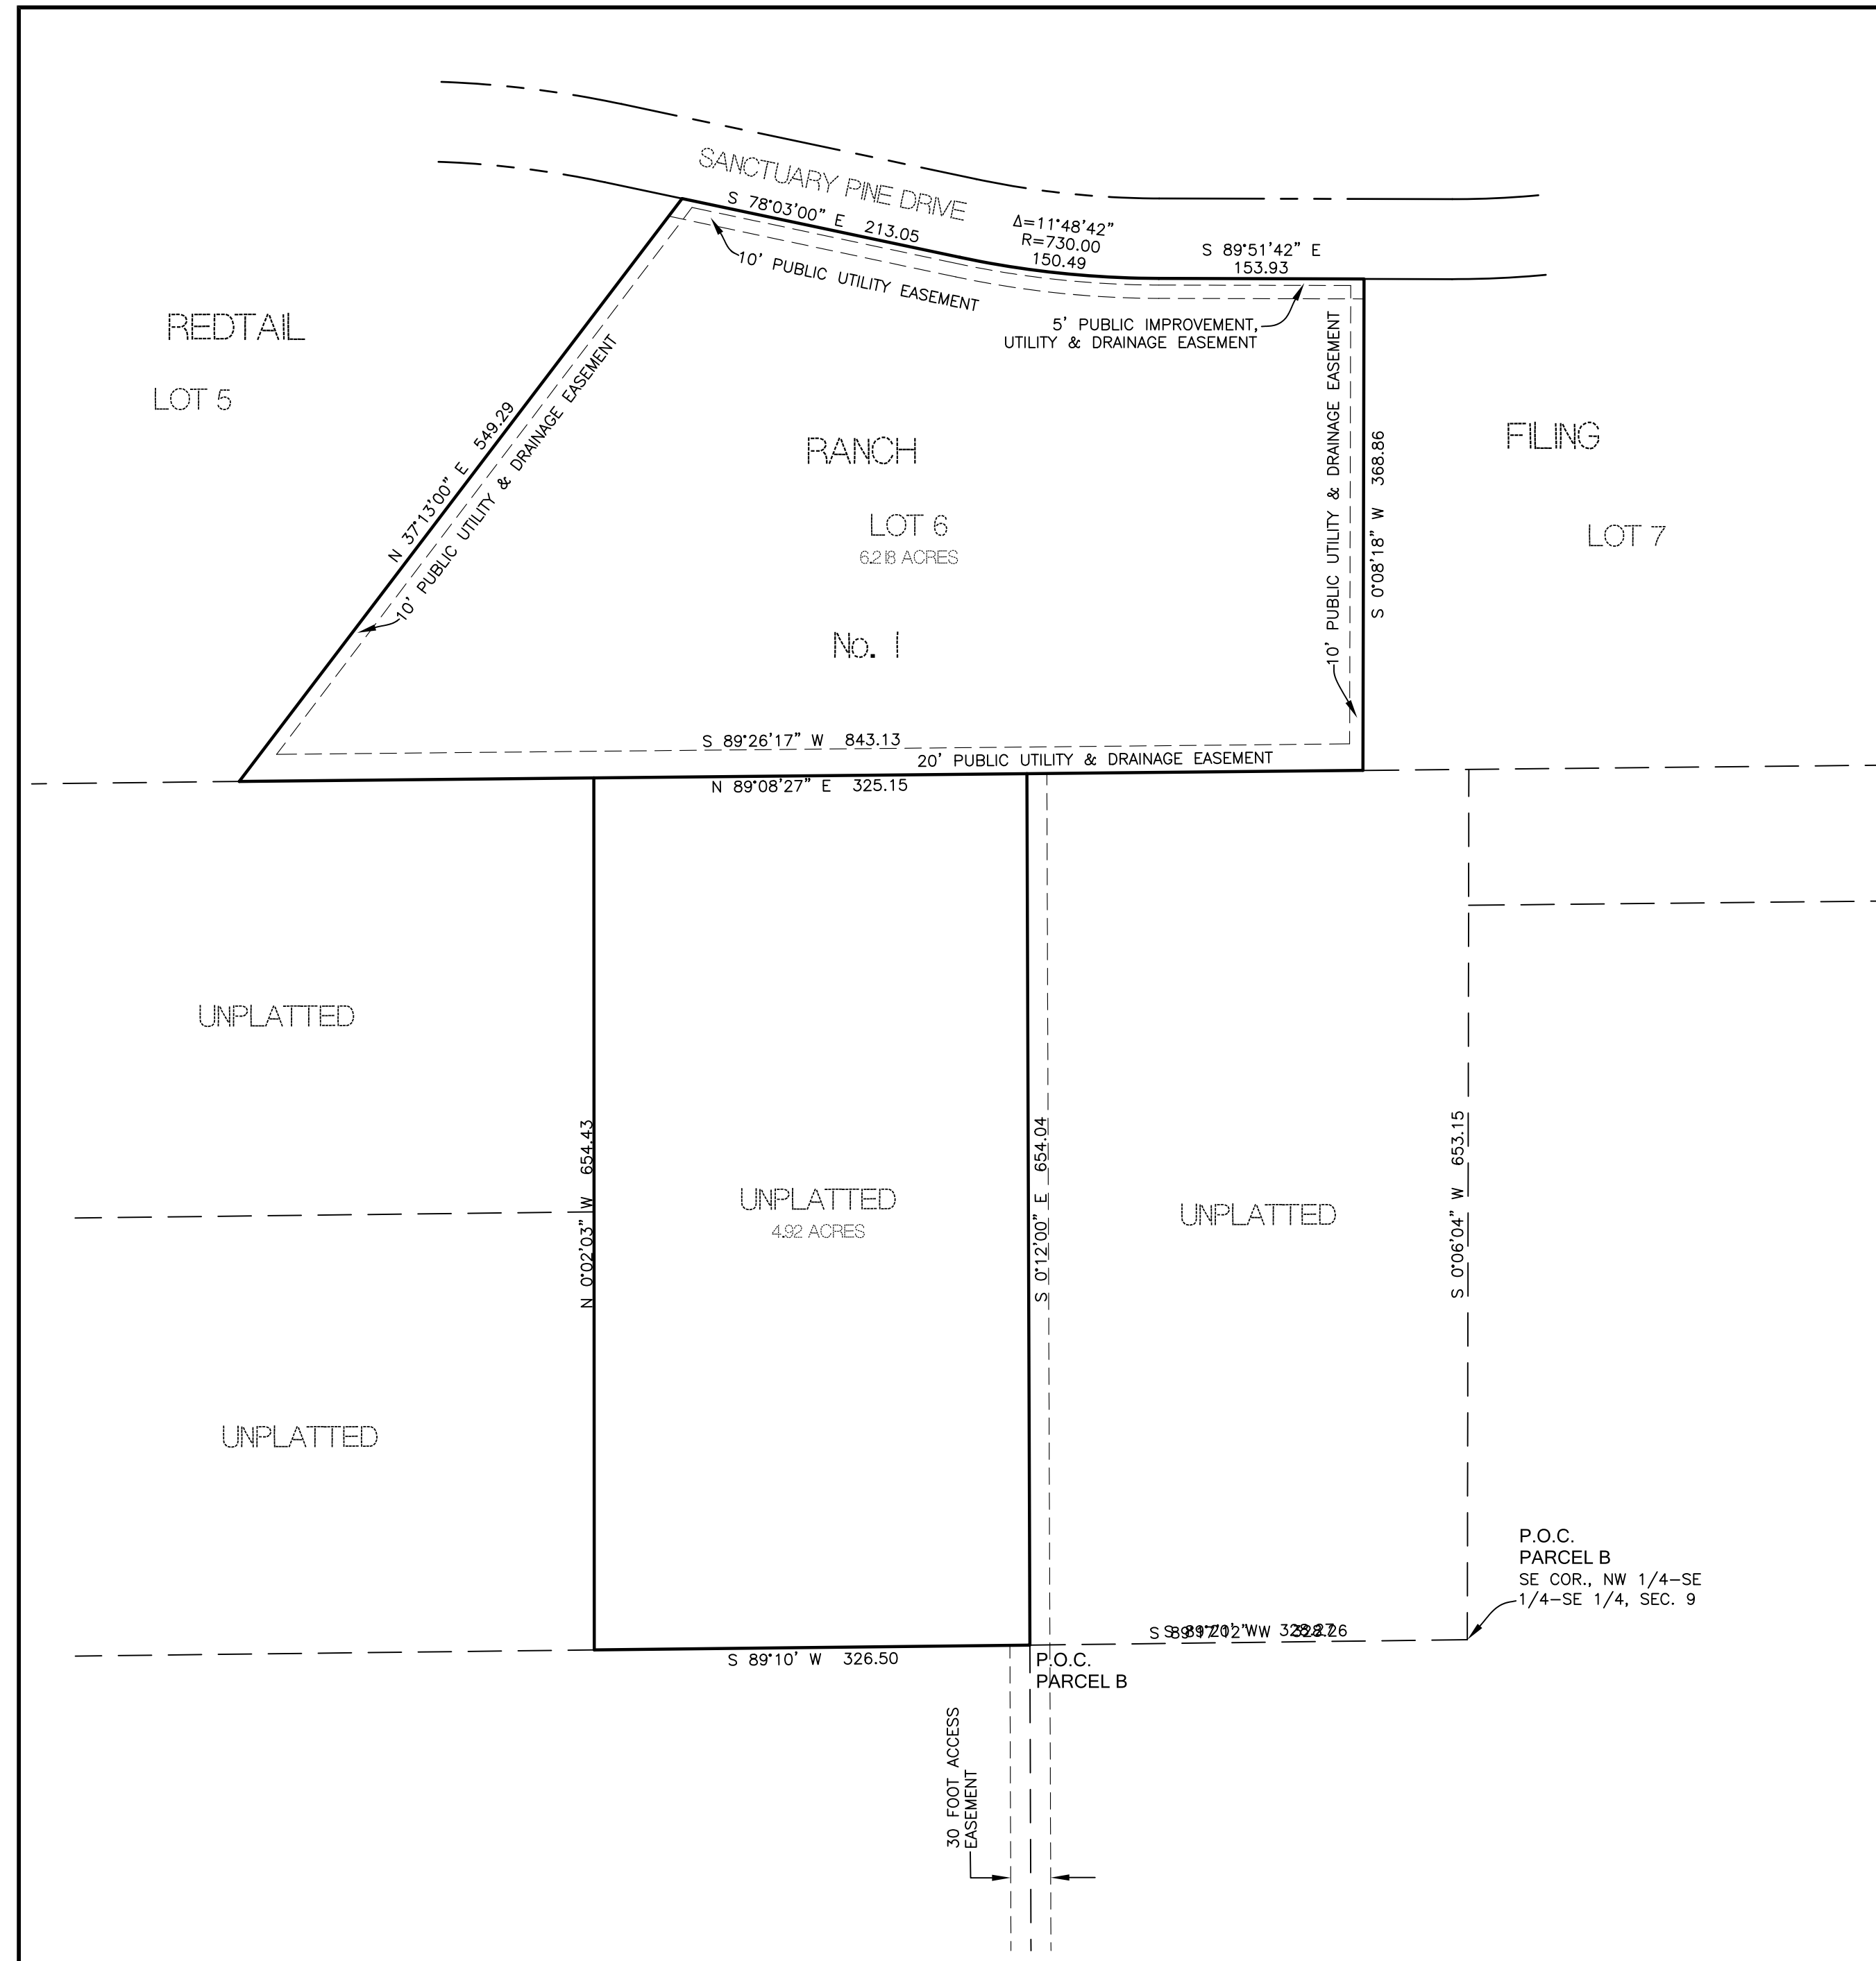 SANCTUARY PINE DRIVE
S 78°03'00" E 213.05
Δ=11°48'42"
R=730.00
150.49
S 89°51'42" E
153.93
10' PUBLIC UTILITY EASEMENT
5' PUBLIC IMPROVEMENT,
UTILITY & DRAINAGE EASEMENT
REDTAIL
LOT 5
N 37°13'00" E 549.29
10' PUBLIC UTILITY & DRAINAGE EASEMENT
RANCH
LOT 6
6.218 ACRES
No. 1
10' PUBLIC UTILITY & DRAINAGE EASEMENT
S 0°08'18" W 368.86
FILING
LOT 7
S 89°26'17" W 843.13
20' PUBLIC UTILITY & DRAINAGE EASEMENT
N 89°08'27" E 325.15
UNPLATTED
UNPLATTED
N 0°02'03" W 654.43
UNPLATTED
4.92 ACRES
S 0°12'00" E 654.04
UNPLATTED
S 0°06'04" W 653.15
P.O.C.
PARCEL B
SE COR., NW 1/4-SE
1/4-SE 1/4, SEC. 9
S 89°10' W 326.50
P.O.C.
PARCEL B
30 FOOT ACCESS
EASEMENT